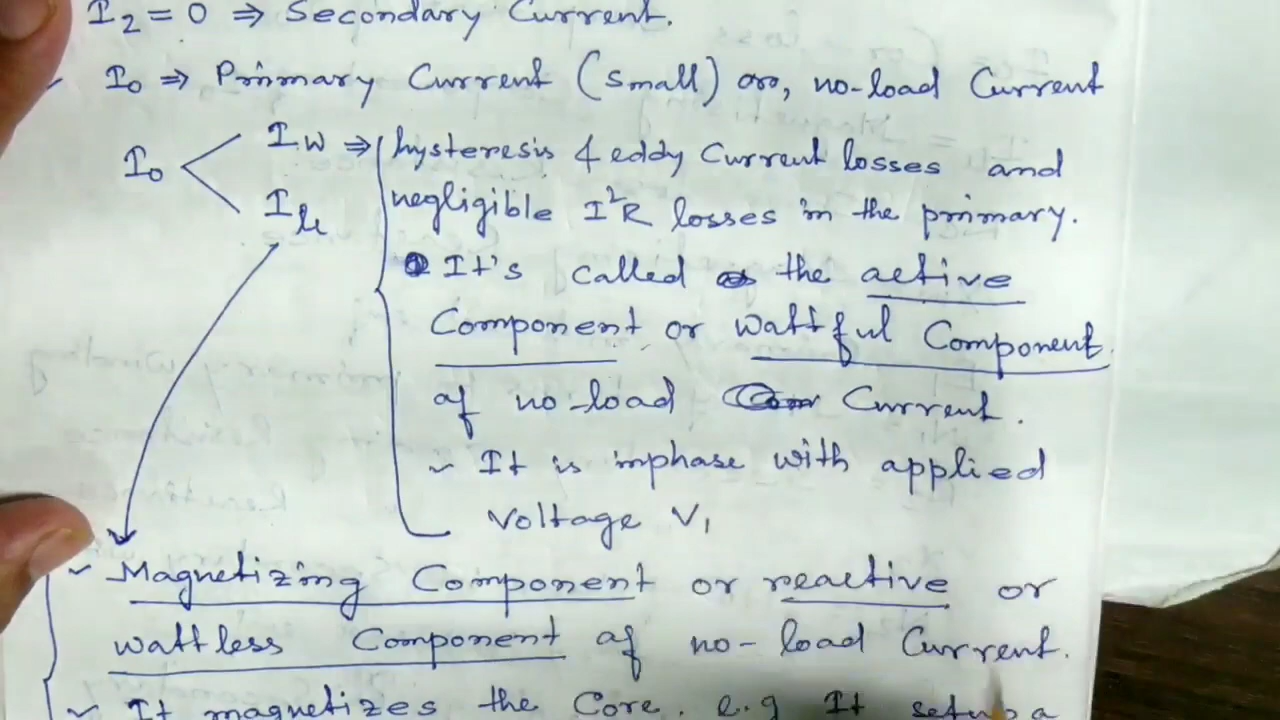 I₂ = 0 ⇒ Secondary Current.
I₀ ⇒ Primary Current (small) or, no-load Current
I₀ < I_W ⇒ hysteresis & eddy Current losses and
I_μ negligible I²R losses in the primary.
It's called the active
Component or wattful Component
of no-load Current.
It is inphase with applied
voltage V₁
Magnetizing Component or reactive or
wattless Component of no-load Current.
It magnetizes the Core. e.g It setup a